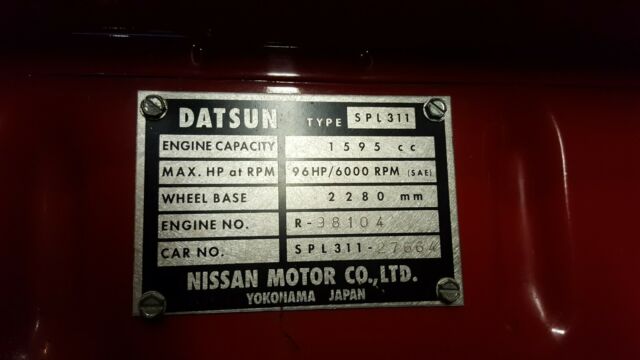 DATSUN TYPE SPL311
ENGINE CAPACITY 1595 cc
MAX. HP at RPM 96HP/6000 RPM (SAE)
WHEEL BASE 2280 mm
ENGINE NO. R-38104
CAR NO. SPL311-27664
NISSAN MOTOR CO.,LTD.
YOKOHAMA JAPAN